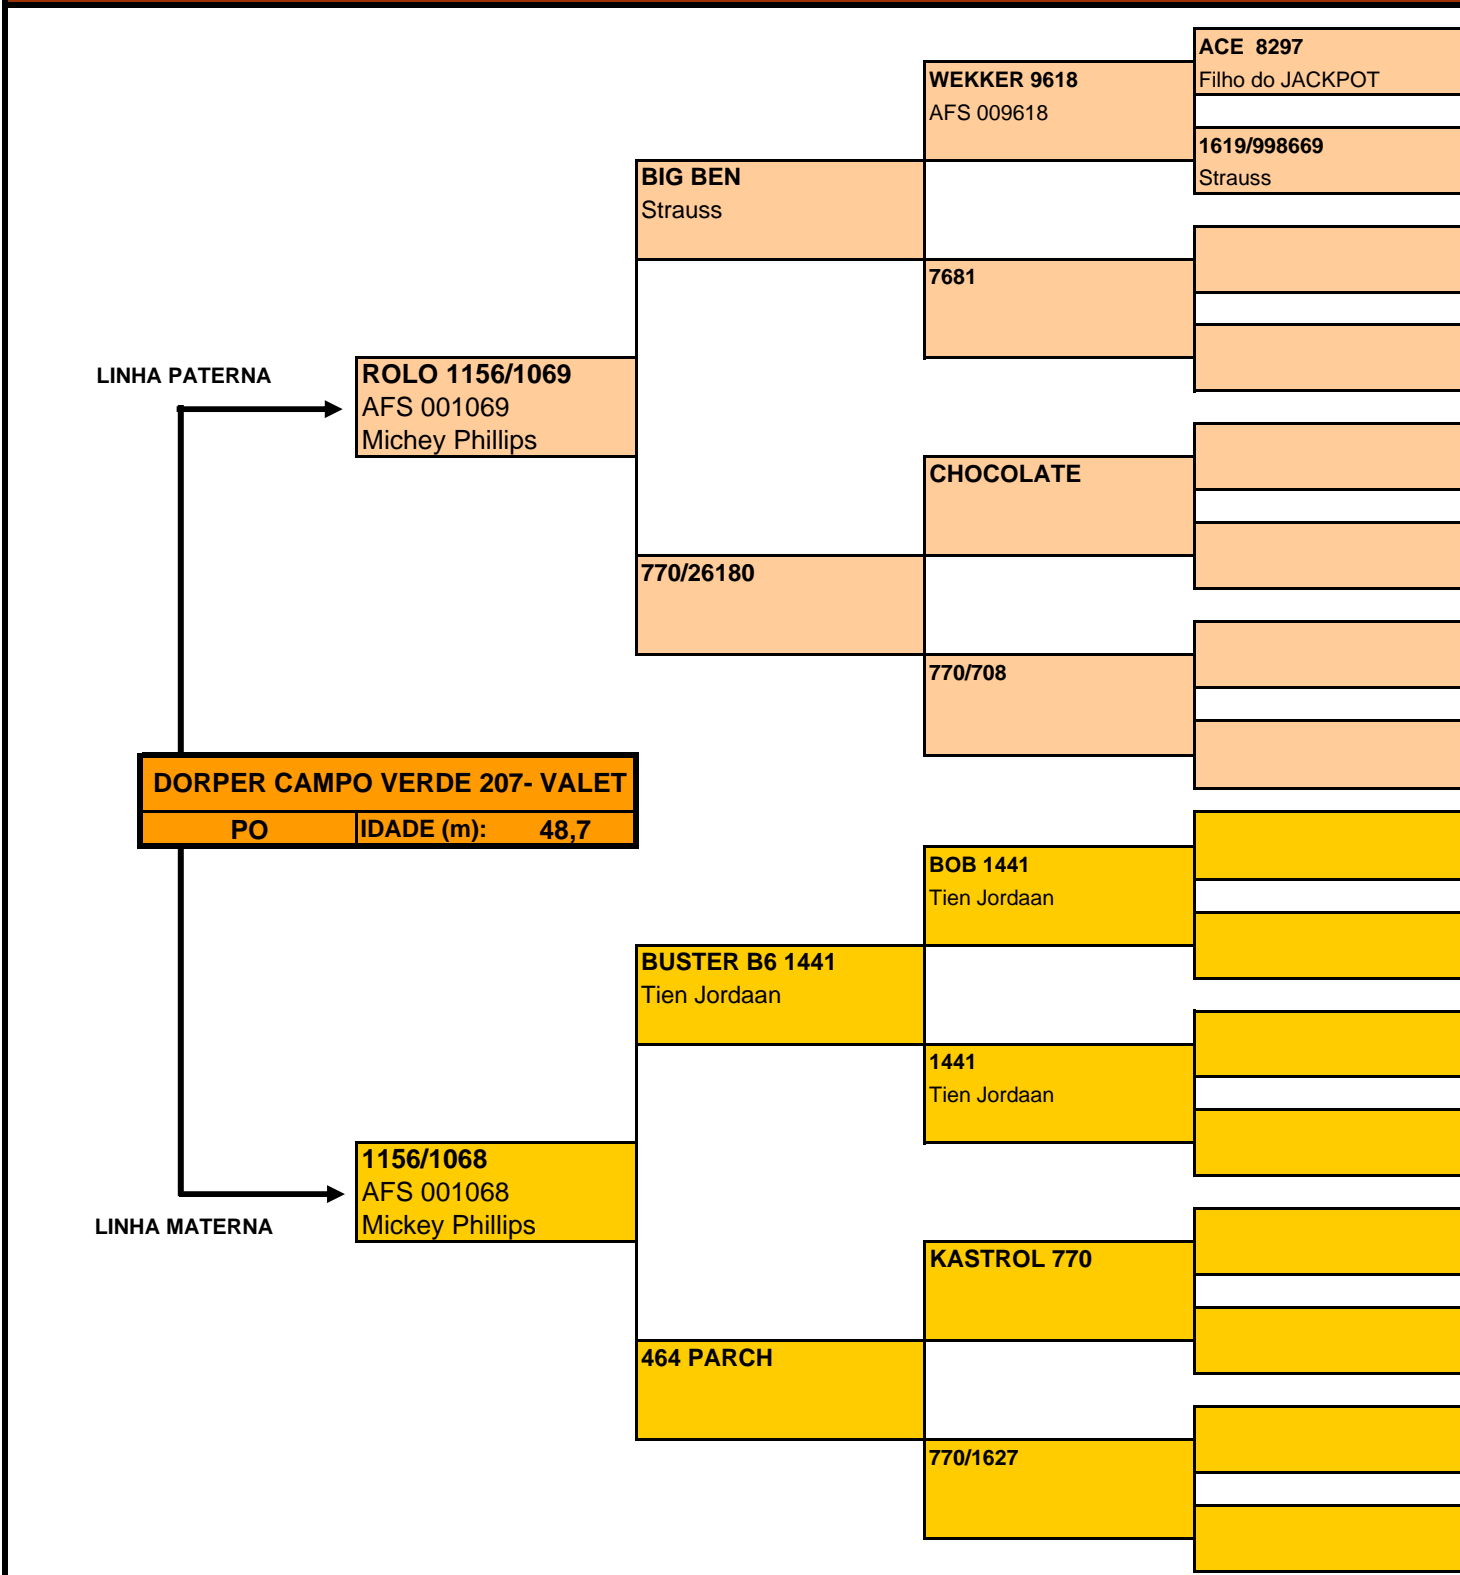 ACE 8297
Filho do JACKPOT
WEKKER 9618
AFS 009618
1619/998669
Strauss
BIG BEN
Strauss
7681
LINHA PATERNA
ROLO 1156/1069
AFS 001069
Michey Phillips
CHOCOLATE
770/26180
770/708
DORPER CAMPO VERDE 207- VALET
PO IDADE (m): 48,7
BOB 1441
Tien Jordaan
BUSTER B6 1441
Tien Jordaan
1441
Tien Jordaan
1156/1068
AFS 001068
Mickey Phillips
LINHA MATERNA
KASTROL 770
464 PARCH
770/1627